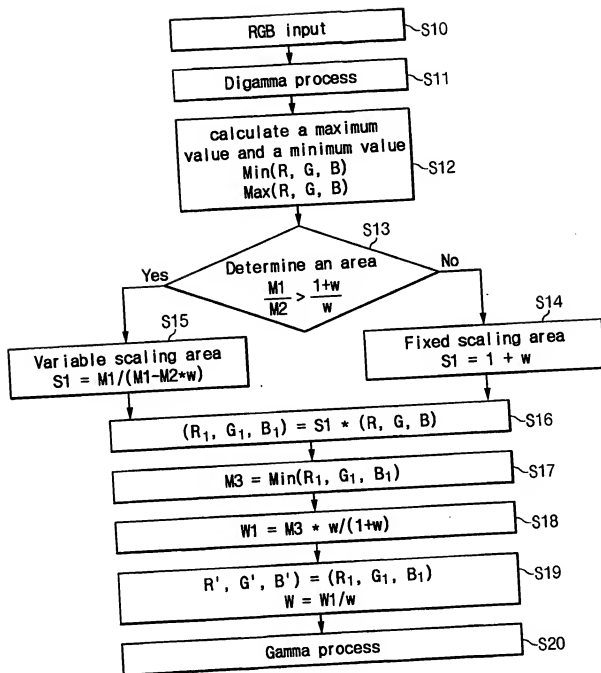 RGB input
S10
Digamma process
S11
calculate a maximum
value and a minimum value
Min(R, G, B)
Max(R, G, B)
S12
S13
Yes
Determine an area
M1/M2 > 1+w/w
No
S14
S15
Variable scaling area
S1 = M1/(M1-M2*w)
Fixed scaling area
S1 = 1 + w
(R₁, G₁, B₁) = S1 * (R, G, B)
S16
M3 = Min(R₁, G₁, B₁)
S17
W1 = M3 * w/(1+w)
S18
R', G', B') = (R₁, G₁, B₁)
W = W1/w
S19
Gamma process
S20